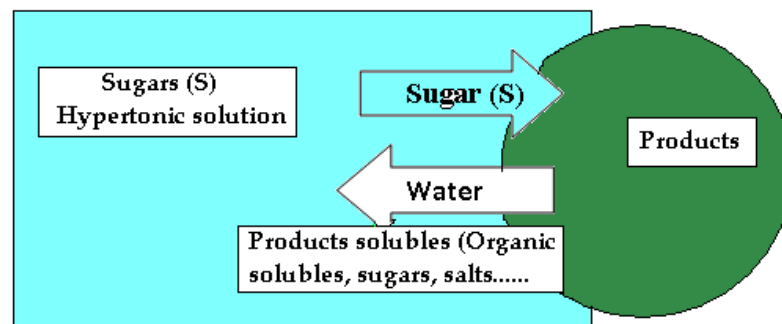 Sugars (S)
Hypertonic solution
Sugar (S)
Products
Water
Products solubles (Organic
solubles, sugars, salts......